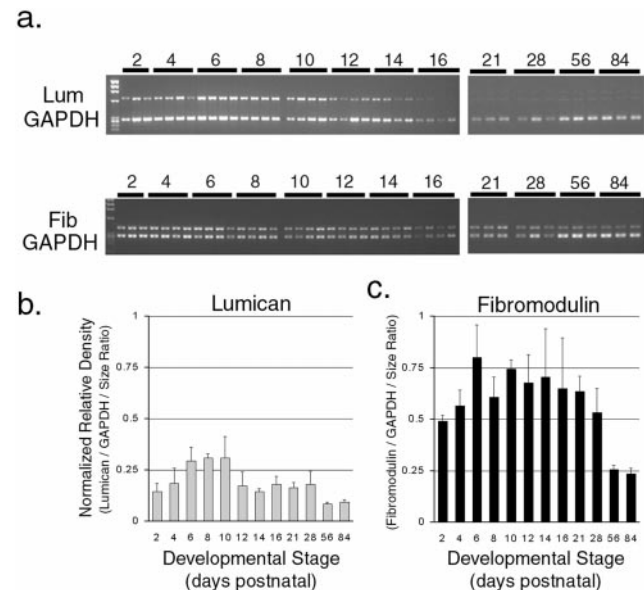 a.
2 4 6 8 10 12 14 16 21 28 56 84
Lum
GAPDH
2 4 6 8 10 12 14 16 21 28 56 84
Fib
GAPDH
b.
Lumican
Normalized Relative Density
(Lumican / GAPDH / Size Ratio)
1
0.75
0.5
0.25
0
2 4 6 8 10 12 14 16 21 28 56 84
Developmental Stage
(days postnatal)
c.
Fibromodulin
(Fibromodulin / GAPDH / Size Ratio)
1
0.75
0.5
0.25
0
2 4 6 8 10 12 14 16 21 28 56 84
Developmental Stage
(days postnatal)